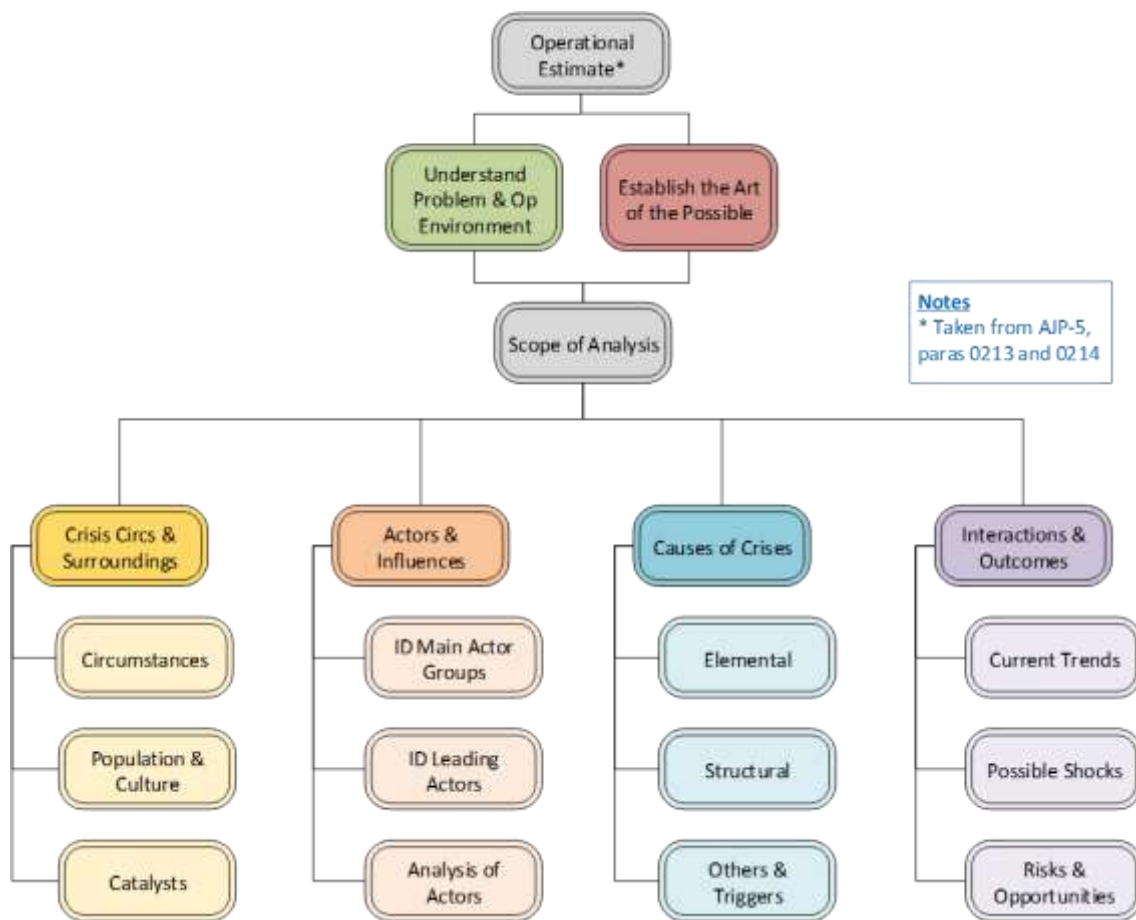 Operational
Estimate*
Understand
Problem & Op
Environment
Establish the Art
of the Possible
Scope of Analysis
Notes
* Taken from AJP-5,
paras 0213 and 0214
Crisis Circs &
Surroundings
Actors &
Influences
Causes of Crises
Interactions &
Outcomes
Circumstances
ID Main Actor
Groups
Elemental
Current Trends
Population &
Culture
ID Leading
Actors
Structural
Possible Shocks
Catalysts
Analysis of
Actors
Others &
Triggers
Risks &
Opportunities